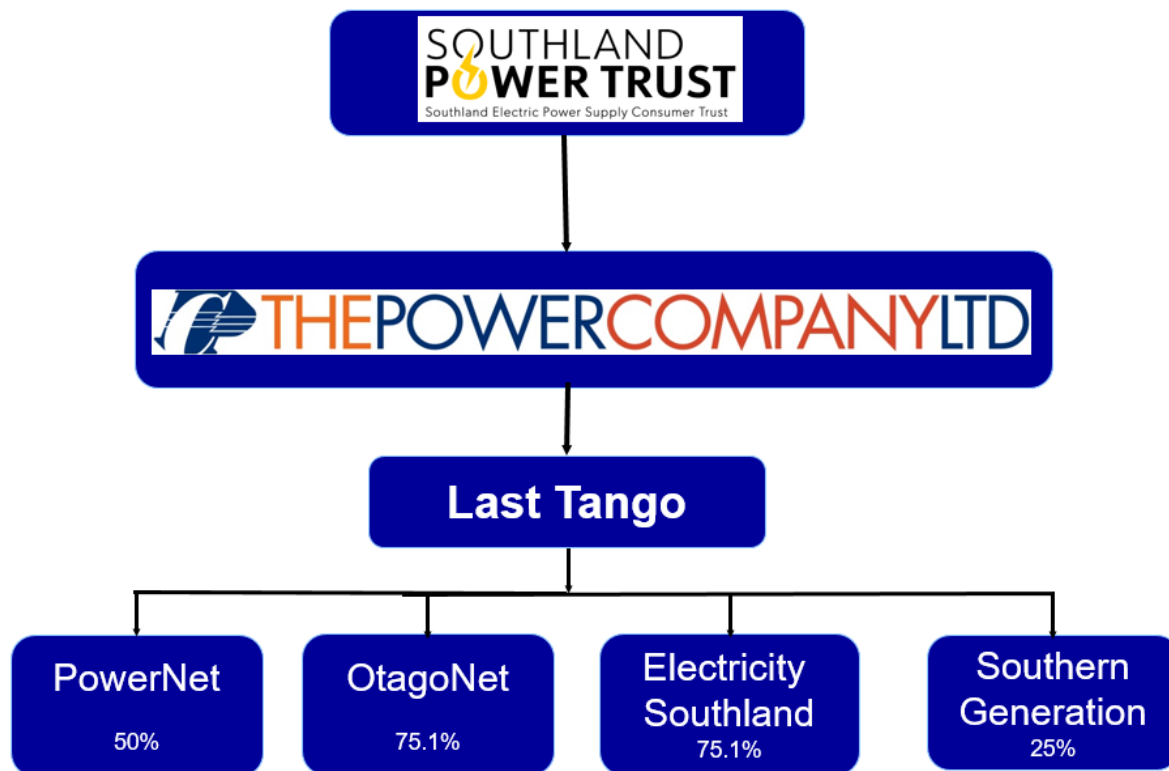 SOUTHLAND
POWER TRUST
Southland Electric Power Supply Consumer Trust
THEPOWERCOMPANYLTD
Last Tango
PowerNet
50%
OtagoNet
75.1%
Electricity
Southland
75.1%
Southern
Generation
25%